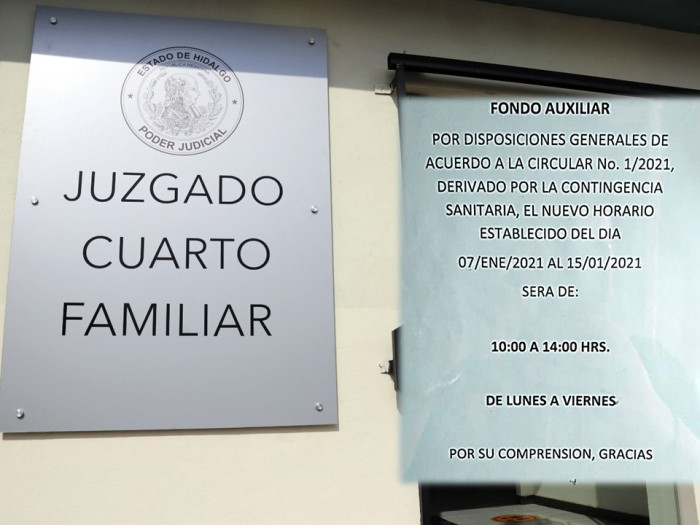 ESTADO DE HIDALGO
PODER JUDICIAL
JUZGADO
CUARTO
FAMILIAR
FONDO AUXILIAR
POR DISPOSICIONES GENERALES DE
ACUERDO A LA CIRCULAR No. 1/2021,
DERIVADO POR LA CONTINGENCIA
SANITARIA, EL NUEVO HORARIO
ESTABLECIDO DEL DIA
07/ENE/2021 AL 15/01/2021
SERA DE:
10:00 A 14:00 HRS.
DE LUNES A VIERNES
POR SU COMPRENSION, GRACIAS